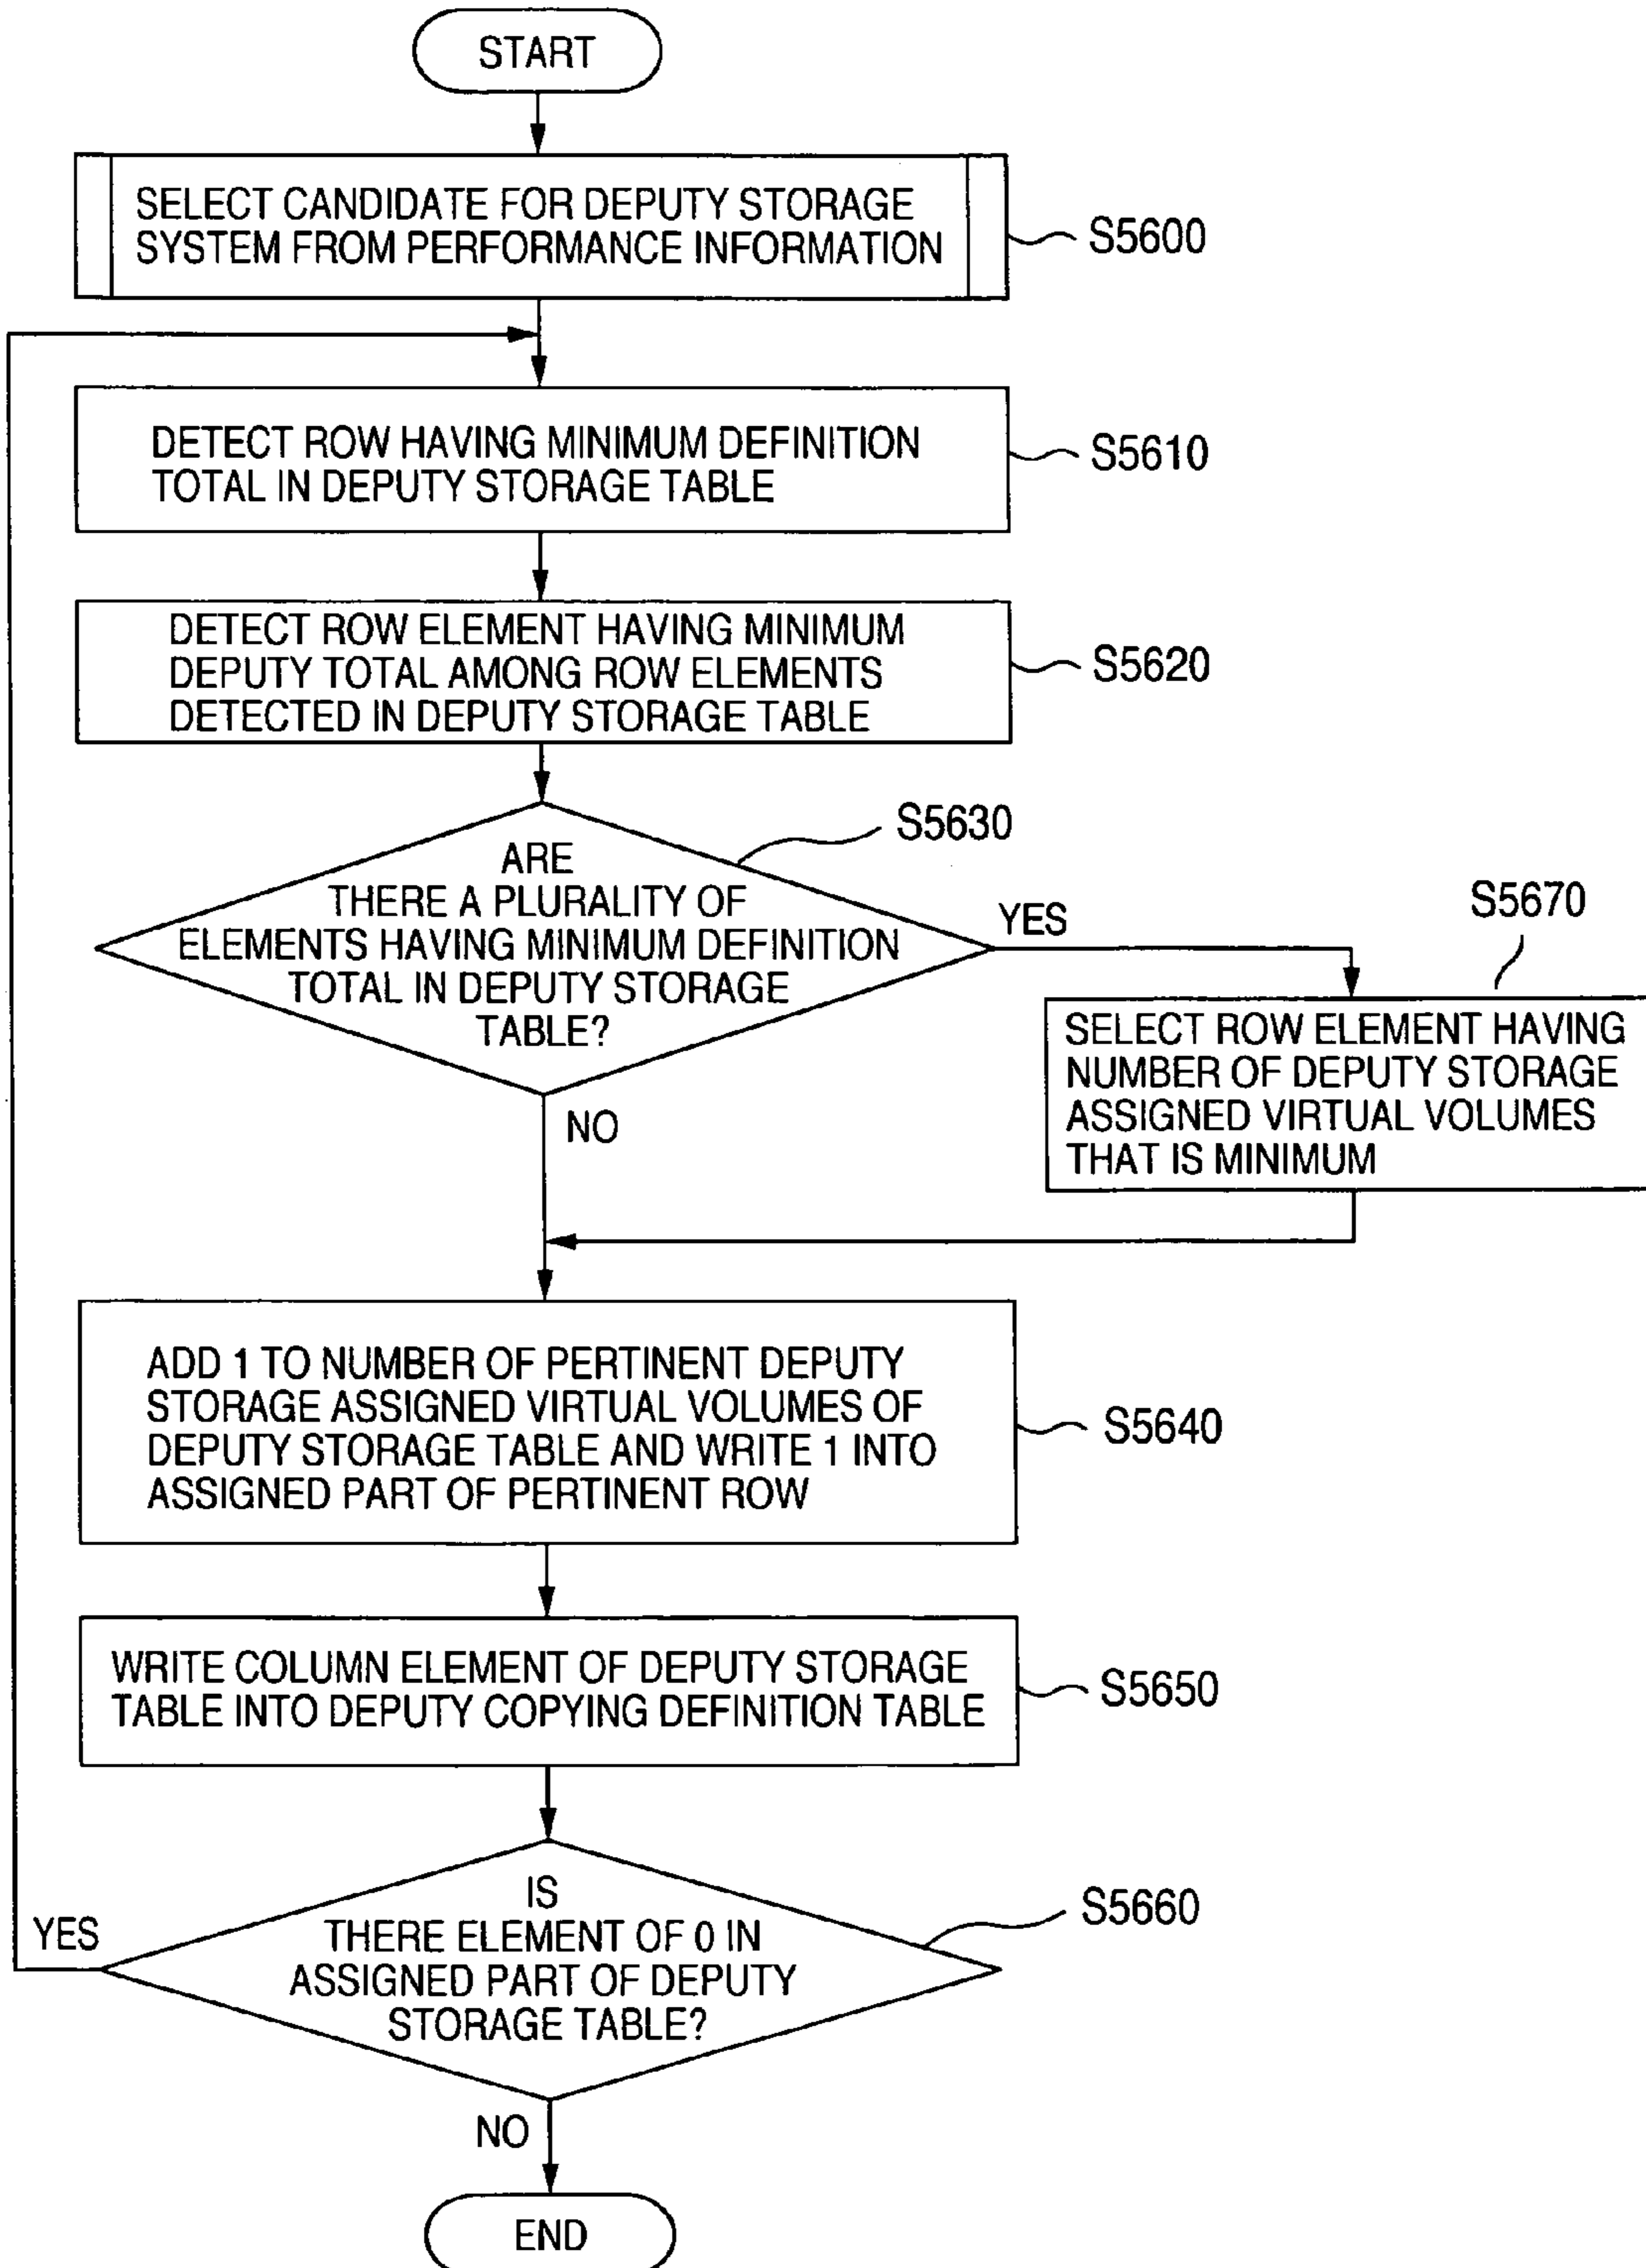 START
SELECT CANDIDATE FOR DEPUTY STORAGE
SYSTEM FROM PERFORMANCE INFORMATION
S5600
DETECT ROW HAVING MINIMUM DEFINITION
TOTAL IN DEPUTY STORAGE TABLE
S5610
DETECT ROW ELEMENT HAVING MINIMUM
DEPUTY TOTAL AMONG ROW ELEMENTS
DETECTED IN DEPUTY STORAGE TABLE
S5620
S5630
ARE
THERE A PLURALITY OF
ELEMENTS HAVING MINIMUM DEFINITION
TOTAL IN DEPUTY STORAGE
TABLE?
YES
S5670
SELECT ROW ELEMENT HAVING
NUMBER OF DEPUTY STORAGE
ASSIGNED VIRTUAL VOLUMES
THAT IS MINIMUM
NO
ADD 1 TO NUMBER OF PERTINENT DEPUTY
STORAGE ASSIGNED VIRTUAL VOLUMES OF
DEPUTY STORAGE TABLE AND WRITE 1 INTO
ASSIGNED PART OF PERTINENT ROW
S5640
WRITE COLUMN ELEMENT OF DEPUTY STORAGE
TABLE INTO DEPUTY COPYING DEFINITION TABLE
S5650
IS
THERE ELEMENT OF 0 IN
ASSIGNED PART OF DEPUTY
STORAGE TABLE?
S5660
YES
NO
END